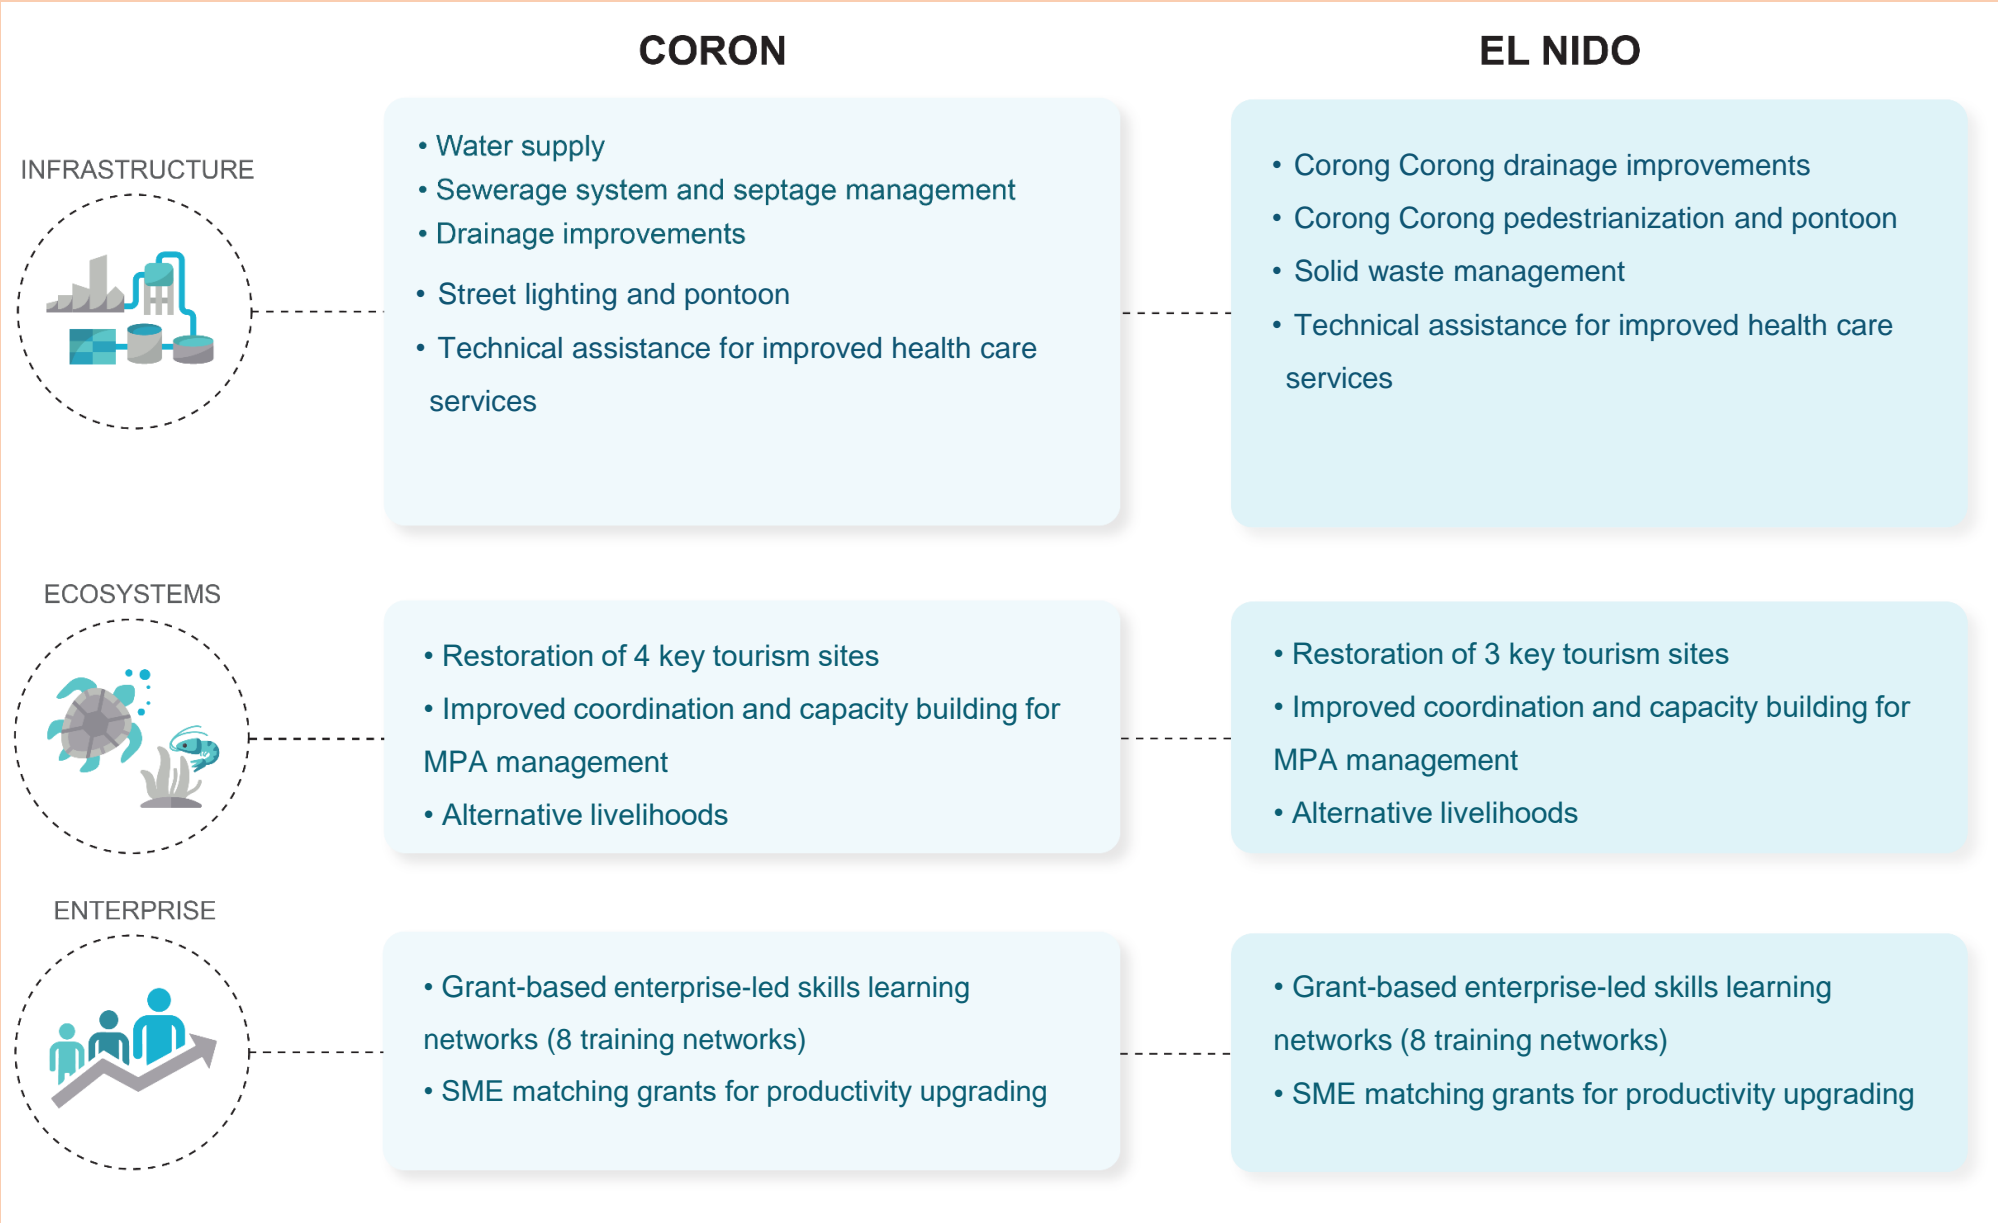 CORON
EL NIDO
INFRASTRUCTURE
• Water supply
• Sewerage system and septage management
• Drainage improvements
• Street lighting and pontoon
• Technical assistance for improved health care
services
• Corong Corong drainage improvements
• Corong Corong pedestrianization and pontoon
• Solid waste management
• Technical assistance for improved health care
services
ECOSYSTEMS
• Restoration of 4 key tourism sites
• Improved coordination and capacity building for
MPA management
• Alternative livelihoods
• Restoration of 3 key tourism sites
• Improved coordination and capacity building for
MPA management
• Alternative livelihoods
ENTERPRISE
• Grant-based enterprise-led skills learning
networks (8 training networks)
• SME matching grants for productivity upgrading
• Grant-based enterprise-led skills learning
networks (8 training networks)
• SME matching grants for productivity upgrading